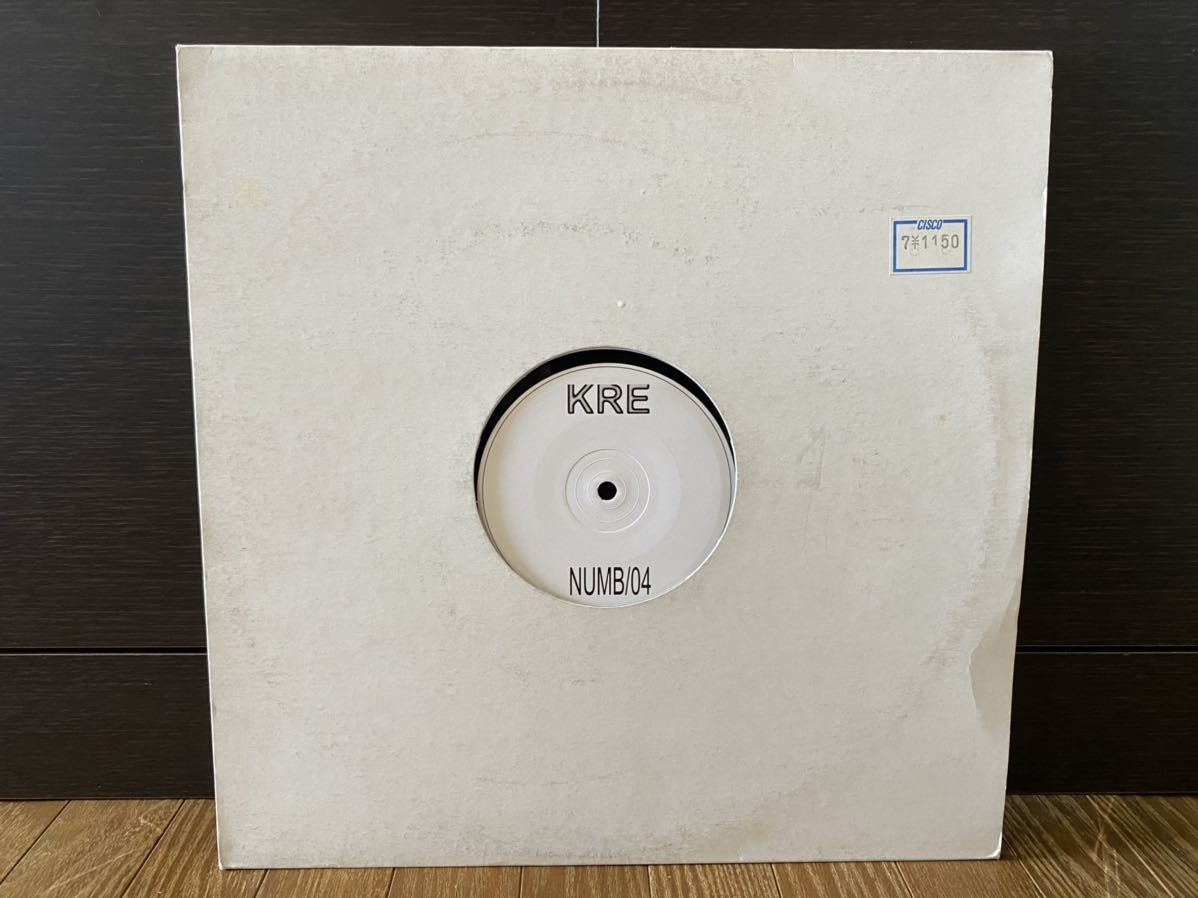 CISCO
7¥1150
KRE
NUMB/04